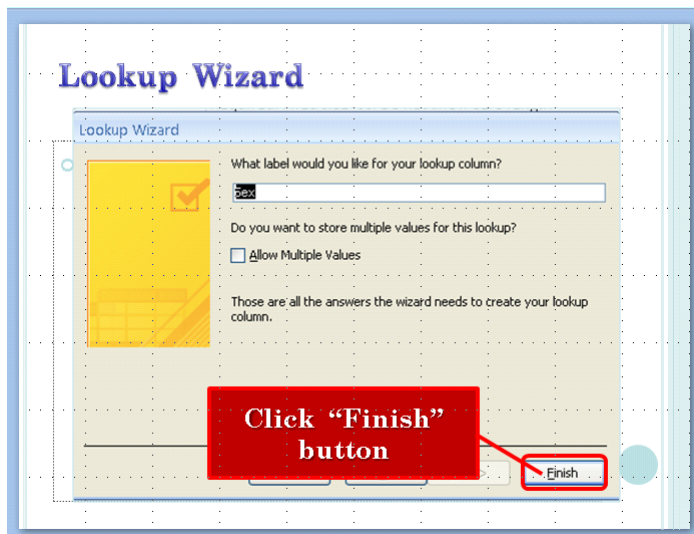 Lookup Wizard
Lookup Wizard
What label would you like for your lookup column?
Sex
Do you want to store multiple values for this lookup?
Allow Multiple Values
Those are all the answers the wizard needs to create your lookup
column.
Click “Finish”
button
Finish